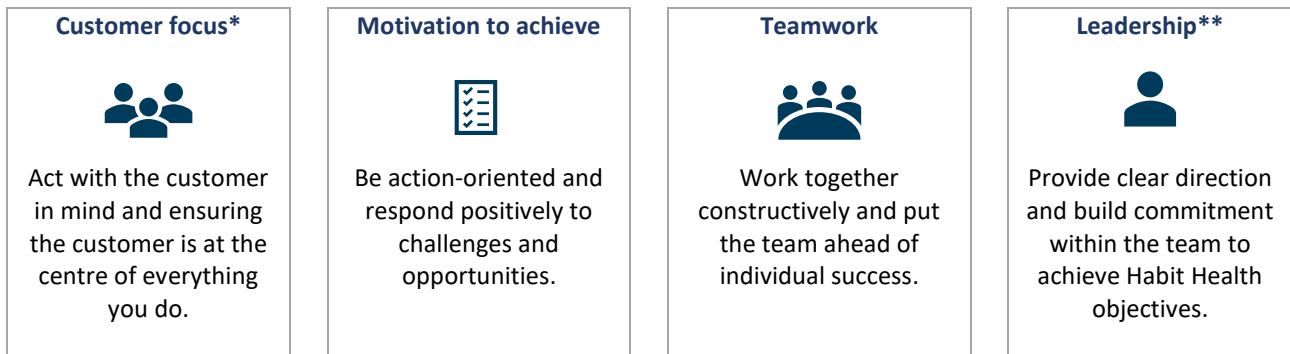 Customer focus*
Act with the customer
in mind and ensuring
the customer is at the
centre of everything
you do.
Motivation to achieve
Be action-oriented and
respond positively to
challenges and
opportunities.
Teamwork
Work together
constructively and put
the team ahead of
individual success.
Leadership**
Provide clear direction
and build commitment
within the team to
achieve Habit Health
objectives.